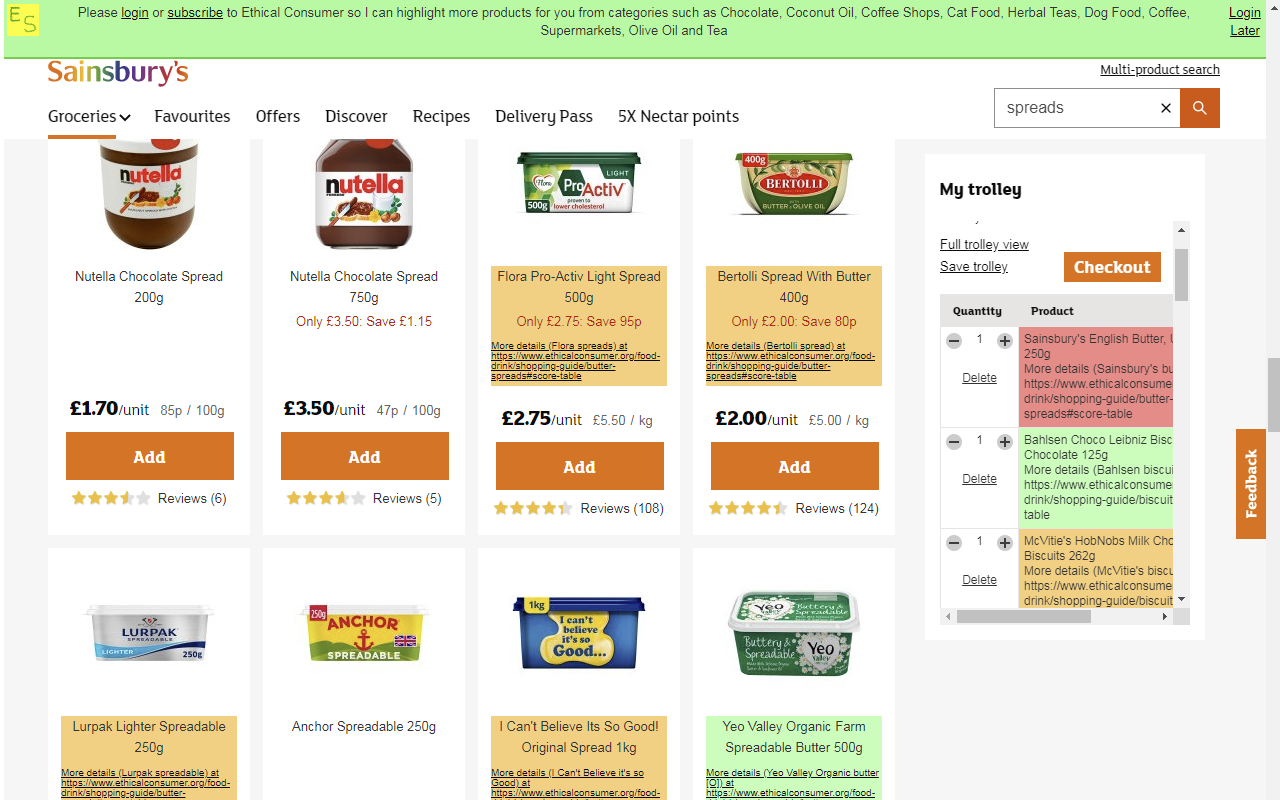 ES
Please login or subscribe to Ethical Consumer so I can highlight more products for you from categories such as Chocolate, Coconut Oil, Coffee Shops, Cat Food, Herbal Teas, Dog Food, Coffee,
Supermarkets, Olive Oil and Tea
Login
Later
Sainsbury's
Multi-product search
spreads
Groceries
Favourites
Offers
Discover
Recipes
Delivery Pass
5X Nectar points
nutella
nutella
Flora
ProActiv
LIGHT
proven to
lower cholesterol
500g
400g
BERTOLLI
WITH
BUTTER & OLIVE OIL
Nutella Chocolate Spread
200g
£1.70/unit 85p / 100g
Add
Reviews (6)
Nutella Chocolate Spread
750g
Only £3.50: Save £1.15
£3.50/unit 47p / 100g
Add
Reviews (5)
Flora Pro-Activ Light Spread
500g
Only £2.75: Save 95p
More details (Flora spreads) at
https://www.ethicalconsumer.org/food-
drink/shopping-guide/butter-
spreads#score-table
£2.75/unit £5.50 / kg
Add
Reviews (108)
Bertolli Spread With Butter
400g
Only £2.00: Save 80p
More details (Bertolli spread) at
https://www.ethicalconsumer.org/food-
drink/shopping-guide/butter-
spreads#score-table
£2.00/unit £5.00 / kg
Add
Reviews (124)
LURPAK
SPREADABLE
LIGHTER
250g
Lurpak Lighter Spreadable
250g
More details (Lurpak spreadable) at
https://www.ethicalconsumer.org/food-
drink/shopping-guide/butter-
250g
ANCHOR
SPREADABLE
Anchor Spreadable 250g
1kg
I can't
believe
it's so
Good...
I Can't Believe Its So Good!
Original Spread 1kg
More details (I Can't Believe it's so
Good) at
https://www.ethicalconsumer.org/food-
Buttery &
Spreadable
Yeo
Valley
Buttery &
Spreadable
Yeo
Yeo Valley Organic Farm
Spreadable Butter 500g
More details (Yeo Valley Organic butter
[O]) at
https://www.ethicalconsumer.org/food-
My trolley
Full trolley view
Save trolley
Checkout
Quantity
Product
1
Delete
Sainsbury's English Butter,
250g
More details (Sainsbury's bu
https://www.ethicalconsume
drink/shopping-guide/butter-
spreads#score-table
1
Delete
Bahlsen Choco Leibniz Bisc
Chocolate 125g
More details (Bahlsen biscui
https://www.ethicalconsume
drink/shopping-guide/biscuit
table
1
Delete
McVitie's HobNobs Milk Cho
Biscuits 262g
More details (McVitie's biscu
https://www.ethicalconsume
drink/shopping-guide/biscuit
Feedback